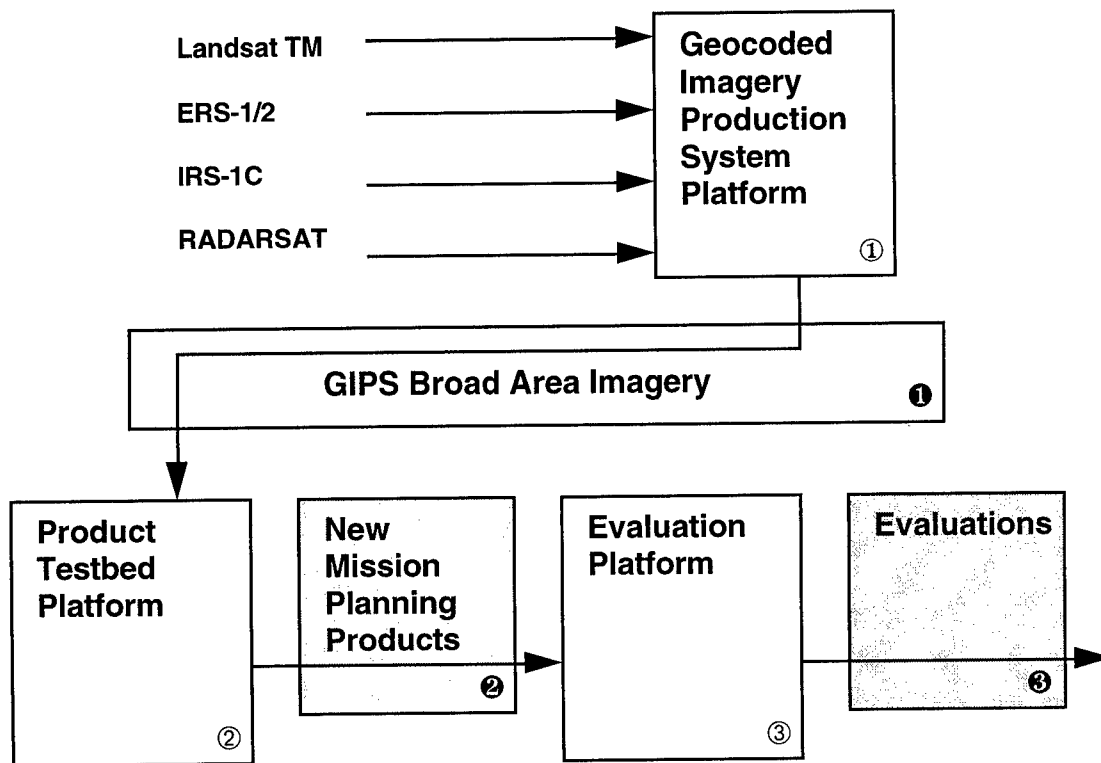 Landsat TM
ERS-1/2
IRS-1C
RADARSAT
Geocoded
Imagery
Production
System
Platform
①
GIPS Broad Area Imagery
❶
Product
Testbed
Platform
②
New
Mission
Planning
Products
❷
Evaluation
Platform
③
Evaluations
❸